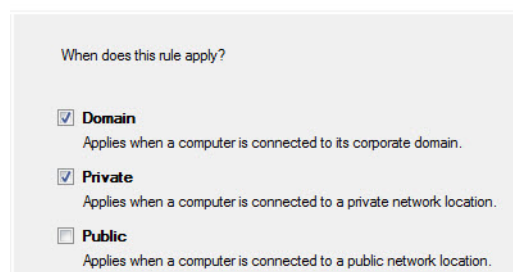 When does this rule apply?
Domain
Applies when a computer is connected to its corporate domain.
Private
Applies when a computer is connected to a private network location.
Public
Applies when a computer is connected to a public network location.